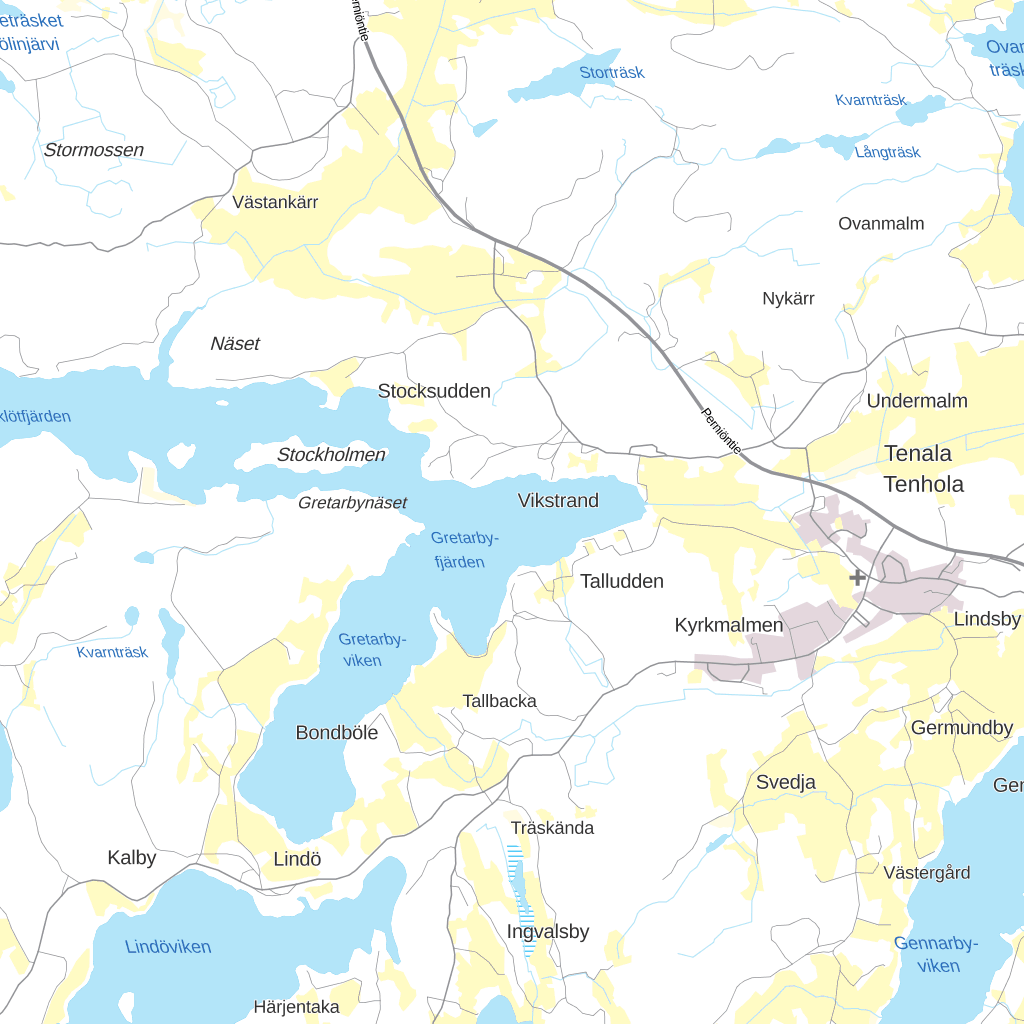 Perniöntie
Storträsk
Kvarnträsk
Långträsk
Stormossen
Västankärr
Ovanmalm
Nykärr
Näset
Stocksudden
Undermalm
Perniöntie
Stockholmen
Tenala
Tenhola
Gretarbynäset
Vikstrand
Gretarby-
fjärden
Talludden
Kyrkmalmen
Lindsby
Gretarby-
viken
Kvarnträsk
Tallbacka
Bondböle
Germundby
Svedja
Träskända
Kalby
Lindö
Västergård
Ingvalsby
Lindöviken
Gennarby-
viken
Härjentaka